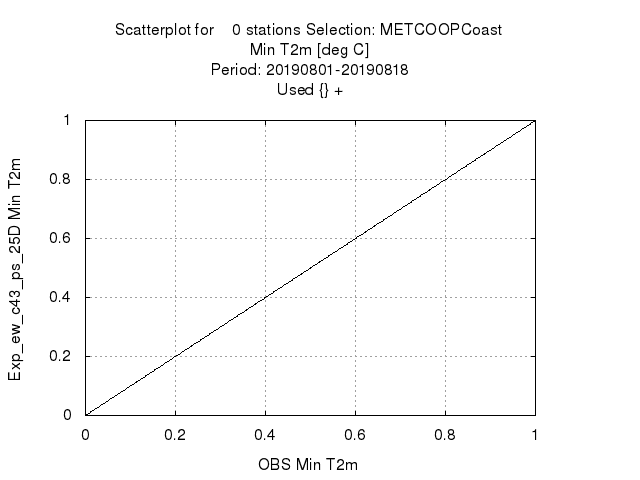 Scatterplot for    0 stations Selection: METCOOPCoast
Min T2m [deg C]
Period: 20190801-20190818
Used {} +
Exp_ew_c43_ps_25D Min T2m
1
0.8
0.6
0.4
0.2
0
0 0.2 0.4 0.6 0.8 1
OBS Min T2m